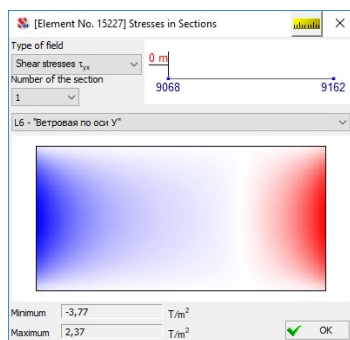 [Element No. 15227] Stresses in Sections
Type of field
Shear stresses τyx
Number of the section
1
0 m
9068 9162
L6 - "Ветровая по оси У"
Minimum -3,77 T/m²
Maximum 2,37 T/m²
OK